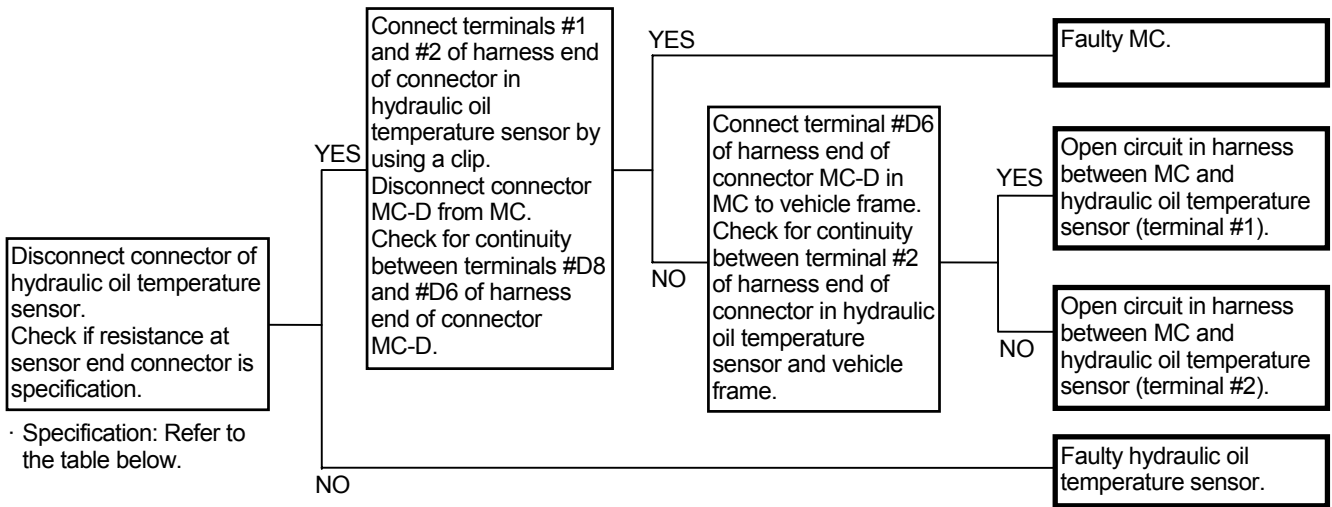 Disconnect connector of
hydraulic oil temperature
sensor.
Check if resistance at
sensor end connector is
specification.
· Specification: Refer to
the table below.
YES
NO
Connect terminals #1
and #2 of harness end
of connector in
hydraulic oil
temperature sensor by
using a clip.
Disconnect connector
MC-D from MC.
Check for continuity
between terminals #D8
and #D6 of harness
end of connector
MC-D.
YES
NO
Connect terminal #D6
of harness end of
connector MC-D in
MC to vehicle frame.
Check for continuity
between terminal #2
of harness end of
connector in hydraulic
oil temperature
sensor and vehicle
frame.
YES
NO
Faulty MC.
Open circuit in harness
between MC and
hydraulic oil temperature
sensor (terminal #1).
Open circuit in harness
between MC and
hydraulic oil temperature
sensor (terminal #2).
Faulty hydraulic oil
temperature sensor.